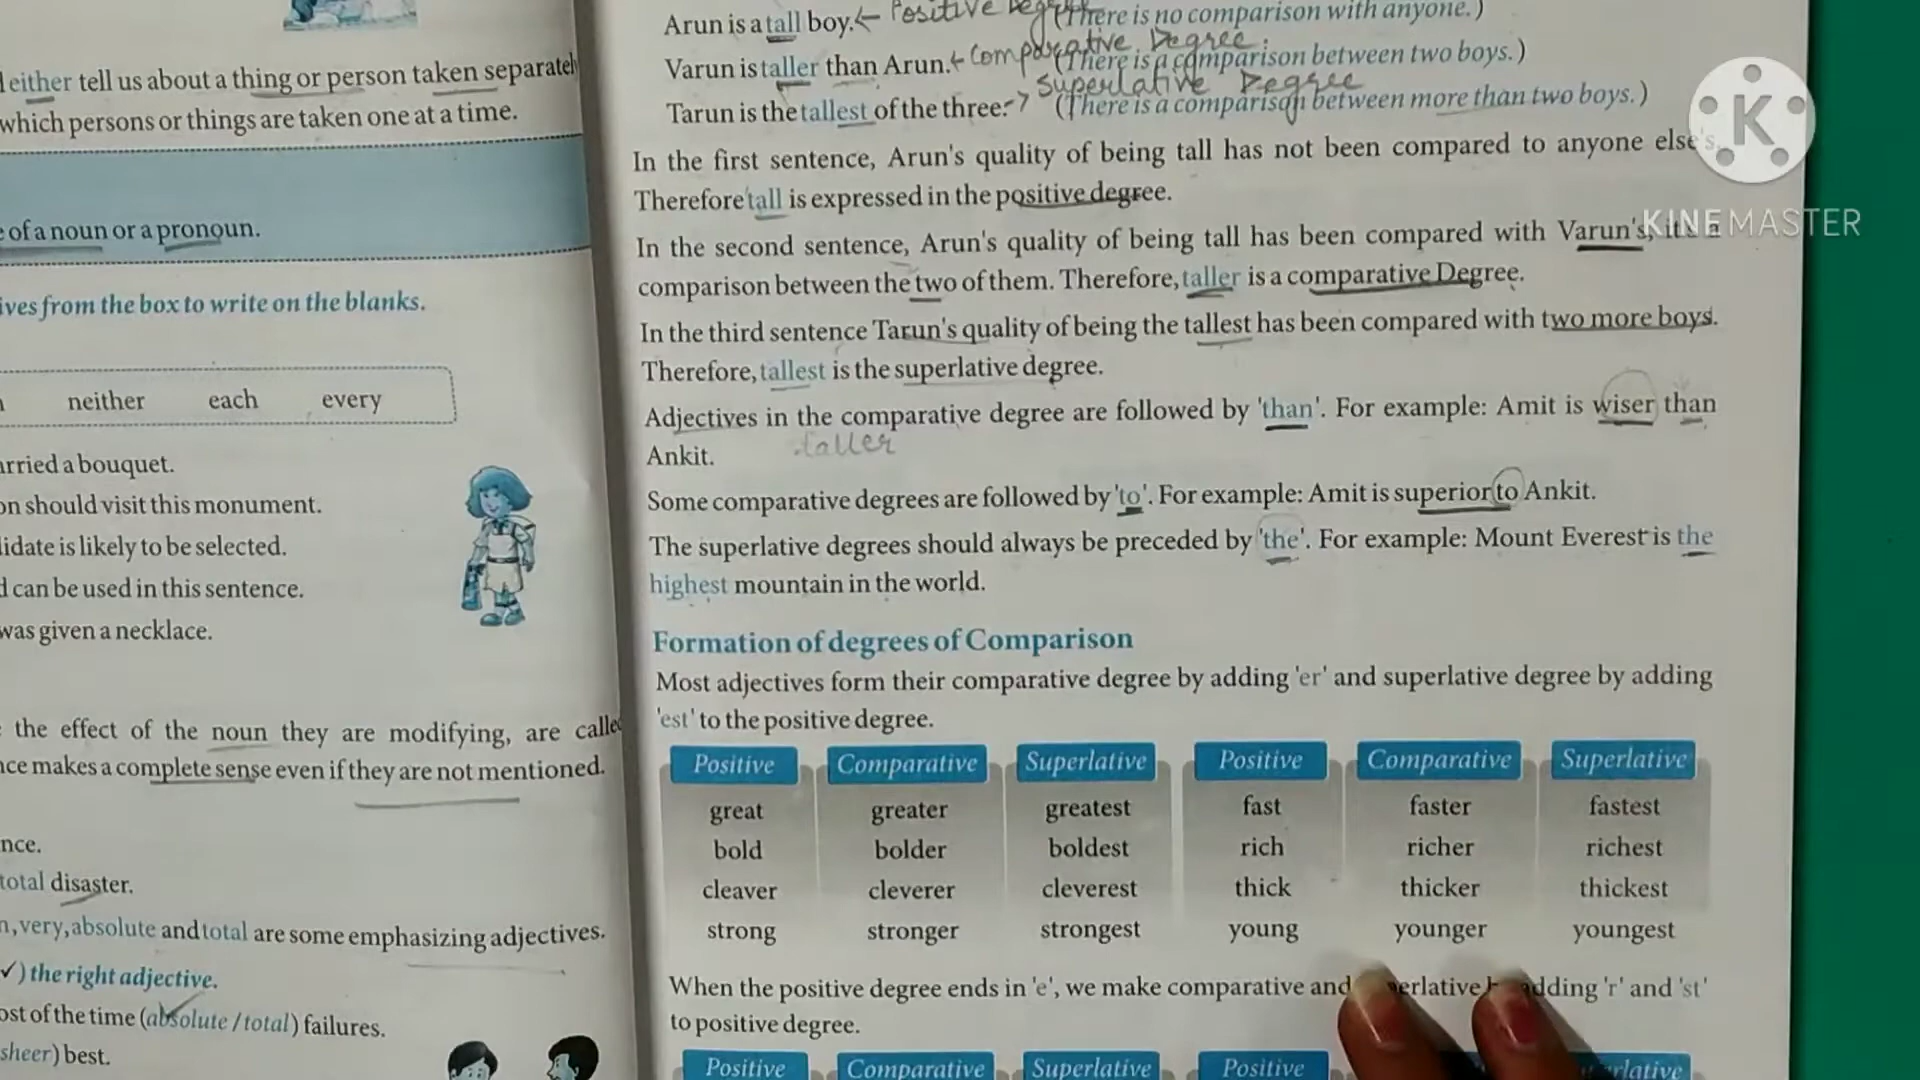 either tell us about a thing or person taken separatel
which persons or things are taken one at a time.
of a noun or a pronoun.
ives from the box to write on the blanks.
neither each every
arried a bouquet.
on should visit this monument.
lidate is likely to be selected.
d can be used in this sentence.
was given a necklace.
the effect of the noun they are modifying, are called
nce makes a complete sense even if they are not mentioned.
nce.
total disaster.
n, very, absolute and total are some emphasizing adjectives.
✓) the right adjective.
ost of the time (absolute / total) failures.
sheer) best.
Arun is a tall boy. ← Positive Degree (There is no comparison with anyone.)
Varun is taller than Arun. ← Comparative Degree. (There is a comparison between two boys.)
Superlative Degree
Tarun is the tallest of the three. → (There is a comparison between more than two boys.)
In the first sentence, Arun's quality of being tall has not been compared to anyone else's.
Therefore tall is expressed in the positive degree.
In the second sentence, Arun's quality of being tall has been compared with Varun's, it's a
comparison between the two of them. Therefore, taller is a comparative Degree.
In the third sentence Tarun's quality of being the tallest has been compared with two more boys.
Therefore, tallest is the superlative degree.
Adjectives in the comparative degree are followed by 'than'. For example: Amit is wiser than
Ankit. taller
Some comparative degrees are followed by 'to'. For example: Amit is superior to Ankit.
The superlative degrees should always be preceded by 'the'. For example: Mount Everest is the
highest mountain in the world.
Formation of degrees of Comparison
Most adjectives form their comparative degree by adding 'er' and superlative degree by adding
'est' to the positive degree.
Positive Comparative Superlative Positive Comparative Superlative
great greater greatest fast faster fastest
bold bolder boldest rich richer richest
cleaver cleverer cleverest thick thicker thickest
strong stronger strongest young younger youngest
When the positive degree ends in 'e', we make comparative and erlative adding 'r' and 'st'
to positive degree.
Positive Comparative Superlative Positive rlative
K
KINEMASTER